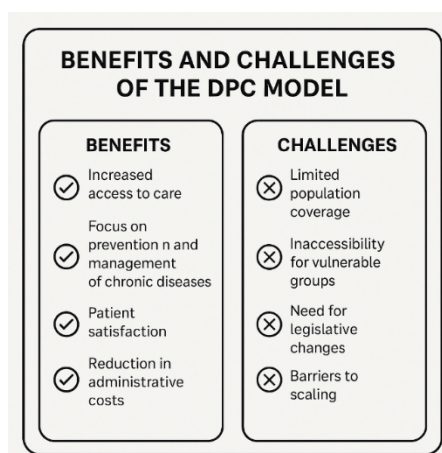 BENEFITS AND CHALLENGES
OF THE DPC MODEL
BENEFITS
Increased
access to care
Focus on
prevention n and
management
of chronic diseases
Patient
satisfaction
Reduction in
administrative
costs
CHALLENGES
Limited
population
coverage
Inaccessibility
for vulnerable
groups
Need for
legislative
changes
Barriers to
scaling